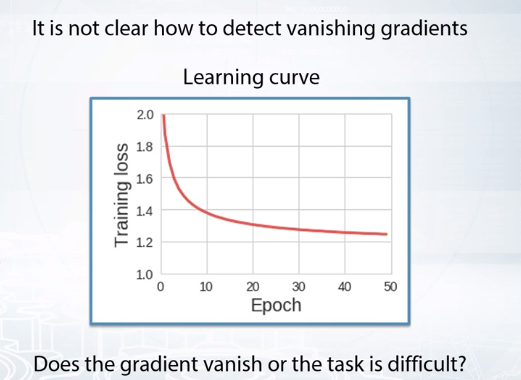 It is not clear how to detect vanishing gradients
Learning curve
2.0
1.8
1.6
1.4
1.2
1.0
Training loss
0 10 20 30 40 50
Epoch
Does the gradient vanish or the task is difficult?